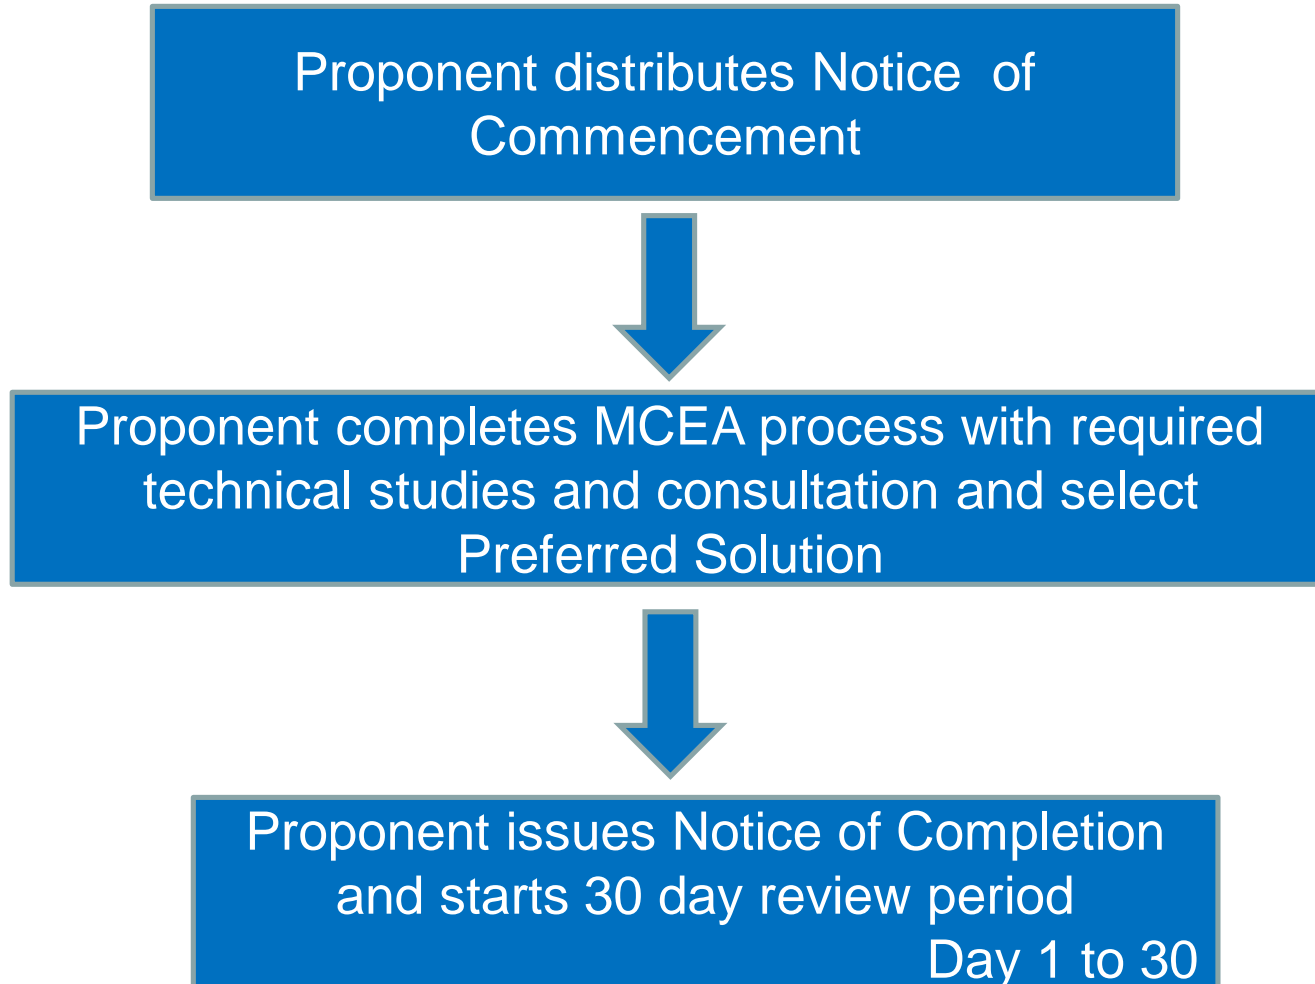 Proponent distributes Notice  of
Commencement
Proponent completes MCEA process with required
technical studies and consultation and select
Preferred Solution
Proponent issues Notice of Completion
and starts 30 day review period
Day 1 to 30